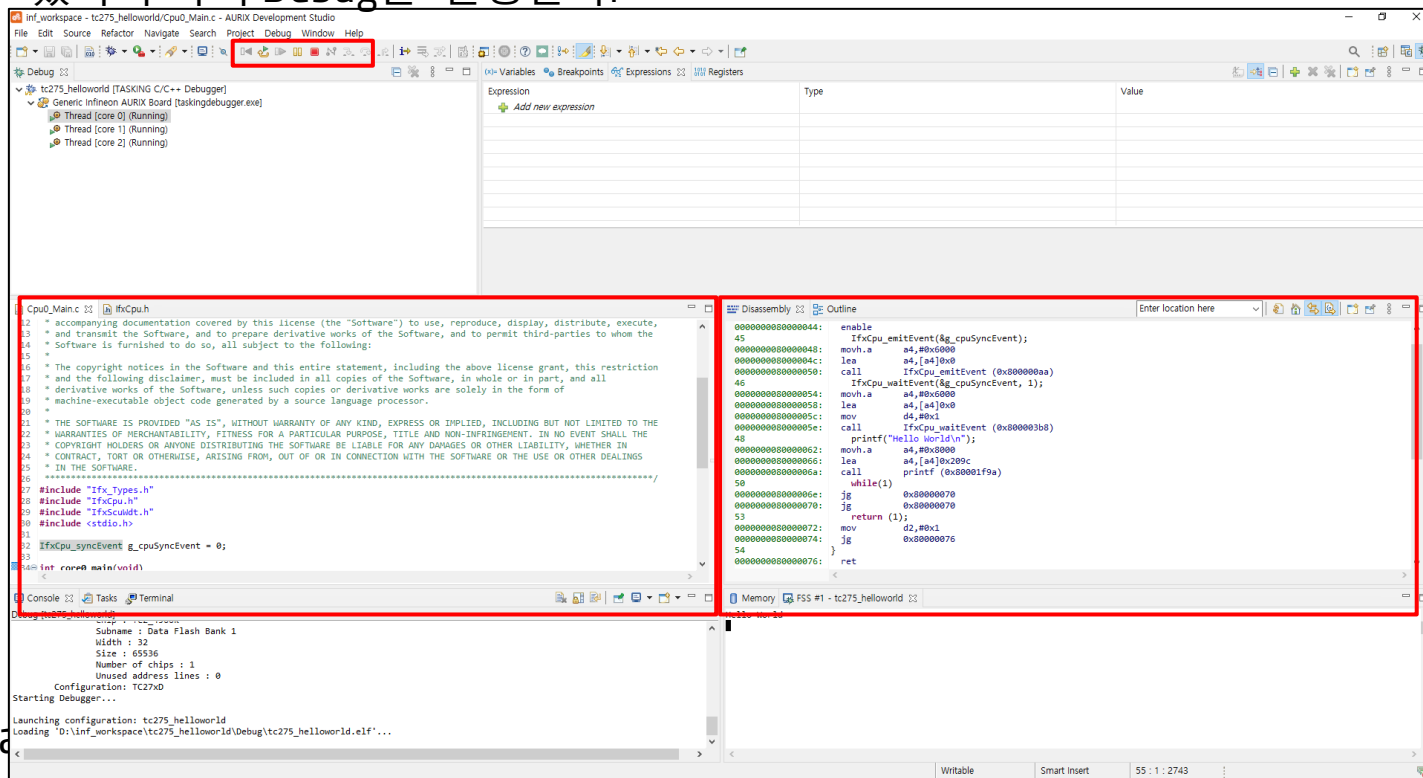 Debug을
inf_workspace - tc275_helloworld/Cpu0_Main.c - AURIX Development Studio
File Edit Source Refactor Navigate Search Project Debug Window Help
Debug
(x)= Variables Breakpoints Expressions Registers
tc275_helloworld [TASKING C/C++ Debugger]
Generic Infineon AURIX Board [taskingdebugger.exe]
Thread [core 0] (Running)
Thread [core 1] (Running)
Thread [core 2] (Running)
Expression Type Value
Add new expression
Cpu0_Main.c IfxCpu.h
12 * accompanying documentation covered by this license (the "Software") to use, reproduce, display, distribute, execute,
13 * and transmit the Software, and to prepare derivative works of the Software, and to permit third-parties to whom the
14 * Software is furnished to do so, all subject to the following:
15 *
16 * The copyright notices in the Software and this entire statement, including the above license grant, this restriction
17 * and the following disclaimer, must be included in all copies of the Software, in whole or in part, and all
18 * derivative works of the Software, unless such copies or derivative works are solely in the form of
19 * machine-executable object code generated by a source language processor.
20 *
21 * THE SOFTWARE IS PROVIDED "AS IS", WITHOUT WARRANTY OF ANY KIND, EXPRESS OR IMPLIED, INCLUDING BUT NOT LIMITED TO THE
22 * WARRANTIES OF MERCHANTABILITY, FITNESS FOR A PARTICULAR PURPOSE, TITLE AND NON-INFRINGEMENT. IN NO EVENT SHALL THE
23 * COPYRIGHT HOLDERS OR ANYONE DISTRIBUTING THE SOFTWARE BE LIABLE FOR ANY DAMAGES OR OTHER LIABILITY, WHETHER IN
24 * CONTRACT, TORT OR OTHERWISE, ARISING FROM, OUT OF OR IN CONNECTION WITH THE SOFTWARE OR THE USE OR OTHER DEALINGS
25 * IN THE SOFTWARE.
26 *********************************************************************************************************************/
27 #include "Ifx_Types.h"
28 #include "IfxCpu.h"
29 #include "IfxScuWdt.h"
30 #include <stdio.h>
31
32 IfxCpu_syncEvent g_cpuSyncEvent = 0;
33
34 int core0_main(void)
Disassembly Outline Enter location here
0000000080000044: enable
45 IfxCpu_emitEvent(&g_cpuSyncEvent);
0000000080000048: movh.a a4,#0x6000
000000008000004c: lea a4,[a4]0x0
0000000080000050: call IfxCpu_emitEvent (0x800000aa)
46 IfxCpu_waitEvent(&g_cpuSyncEvent, 1);
0000000080000054: movh.a a4,#0x6000
0000000080000058: lea a4,[a4]0x0
000000008000005c: mov d4,#0x1
000000008000005e: call IfxCpu_waitEvent (0x800003b8)
48 printf("Hello World\n");
0000000080000062: movh.a a4,#0x8000
0000000080000066: lea a4,[a4]0x209c
000000008000006a: call printf (0x80001f9a)
50 while(1)
000000008000006e: jg 0x80000070
0000000080000070: jg 0x80000070
53 return (1);
0000000080000072: mov d2,#0x1
0000000080000074: jg 0x80000076
54 }
0000000080000076: ret
Console Tasks Terminal
Debug [tc275_helloworld]
Subname : Data Flash Bank 1
Width : 32
Size : 65536
Number of chips : 1
Unused address lines : 0
Configuration: TC27xD
Starting Debugger...
Launching configuration: tc275_helloworld
Loading 'D:\inf_workspace\tc275_helloworld\Debug\tc275_helloworld.elf'...
Memory FSS #1 - tc275_helloworld
Hello World
Writable Smart Insert 55 : 1 : 2743